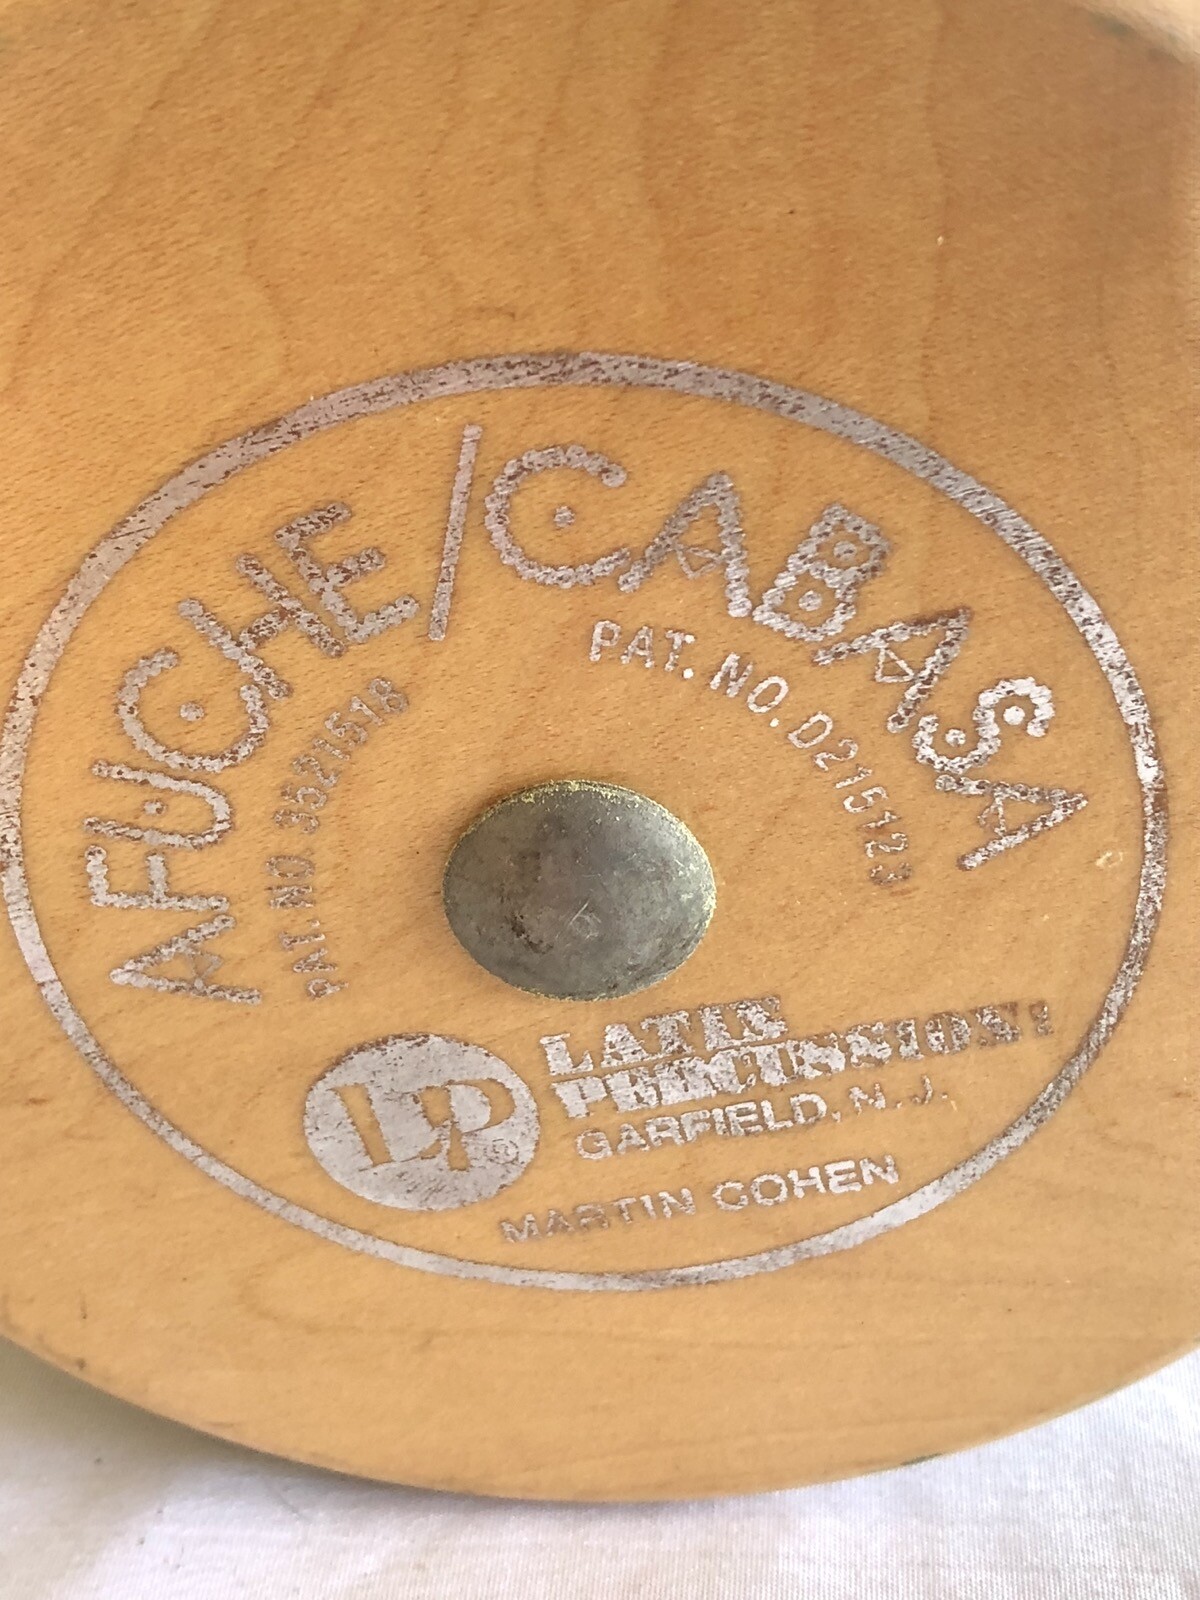 AFUCHE/CABASA
PAT. NO 3521518
PAT. NO. D215123
LP®
LATIN
PERCUSSION!
GARFIELD, N.J.
MARTIN COHEN